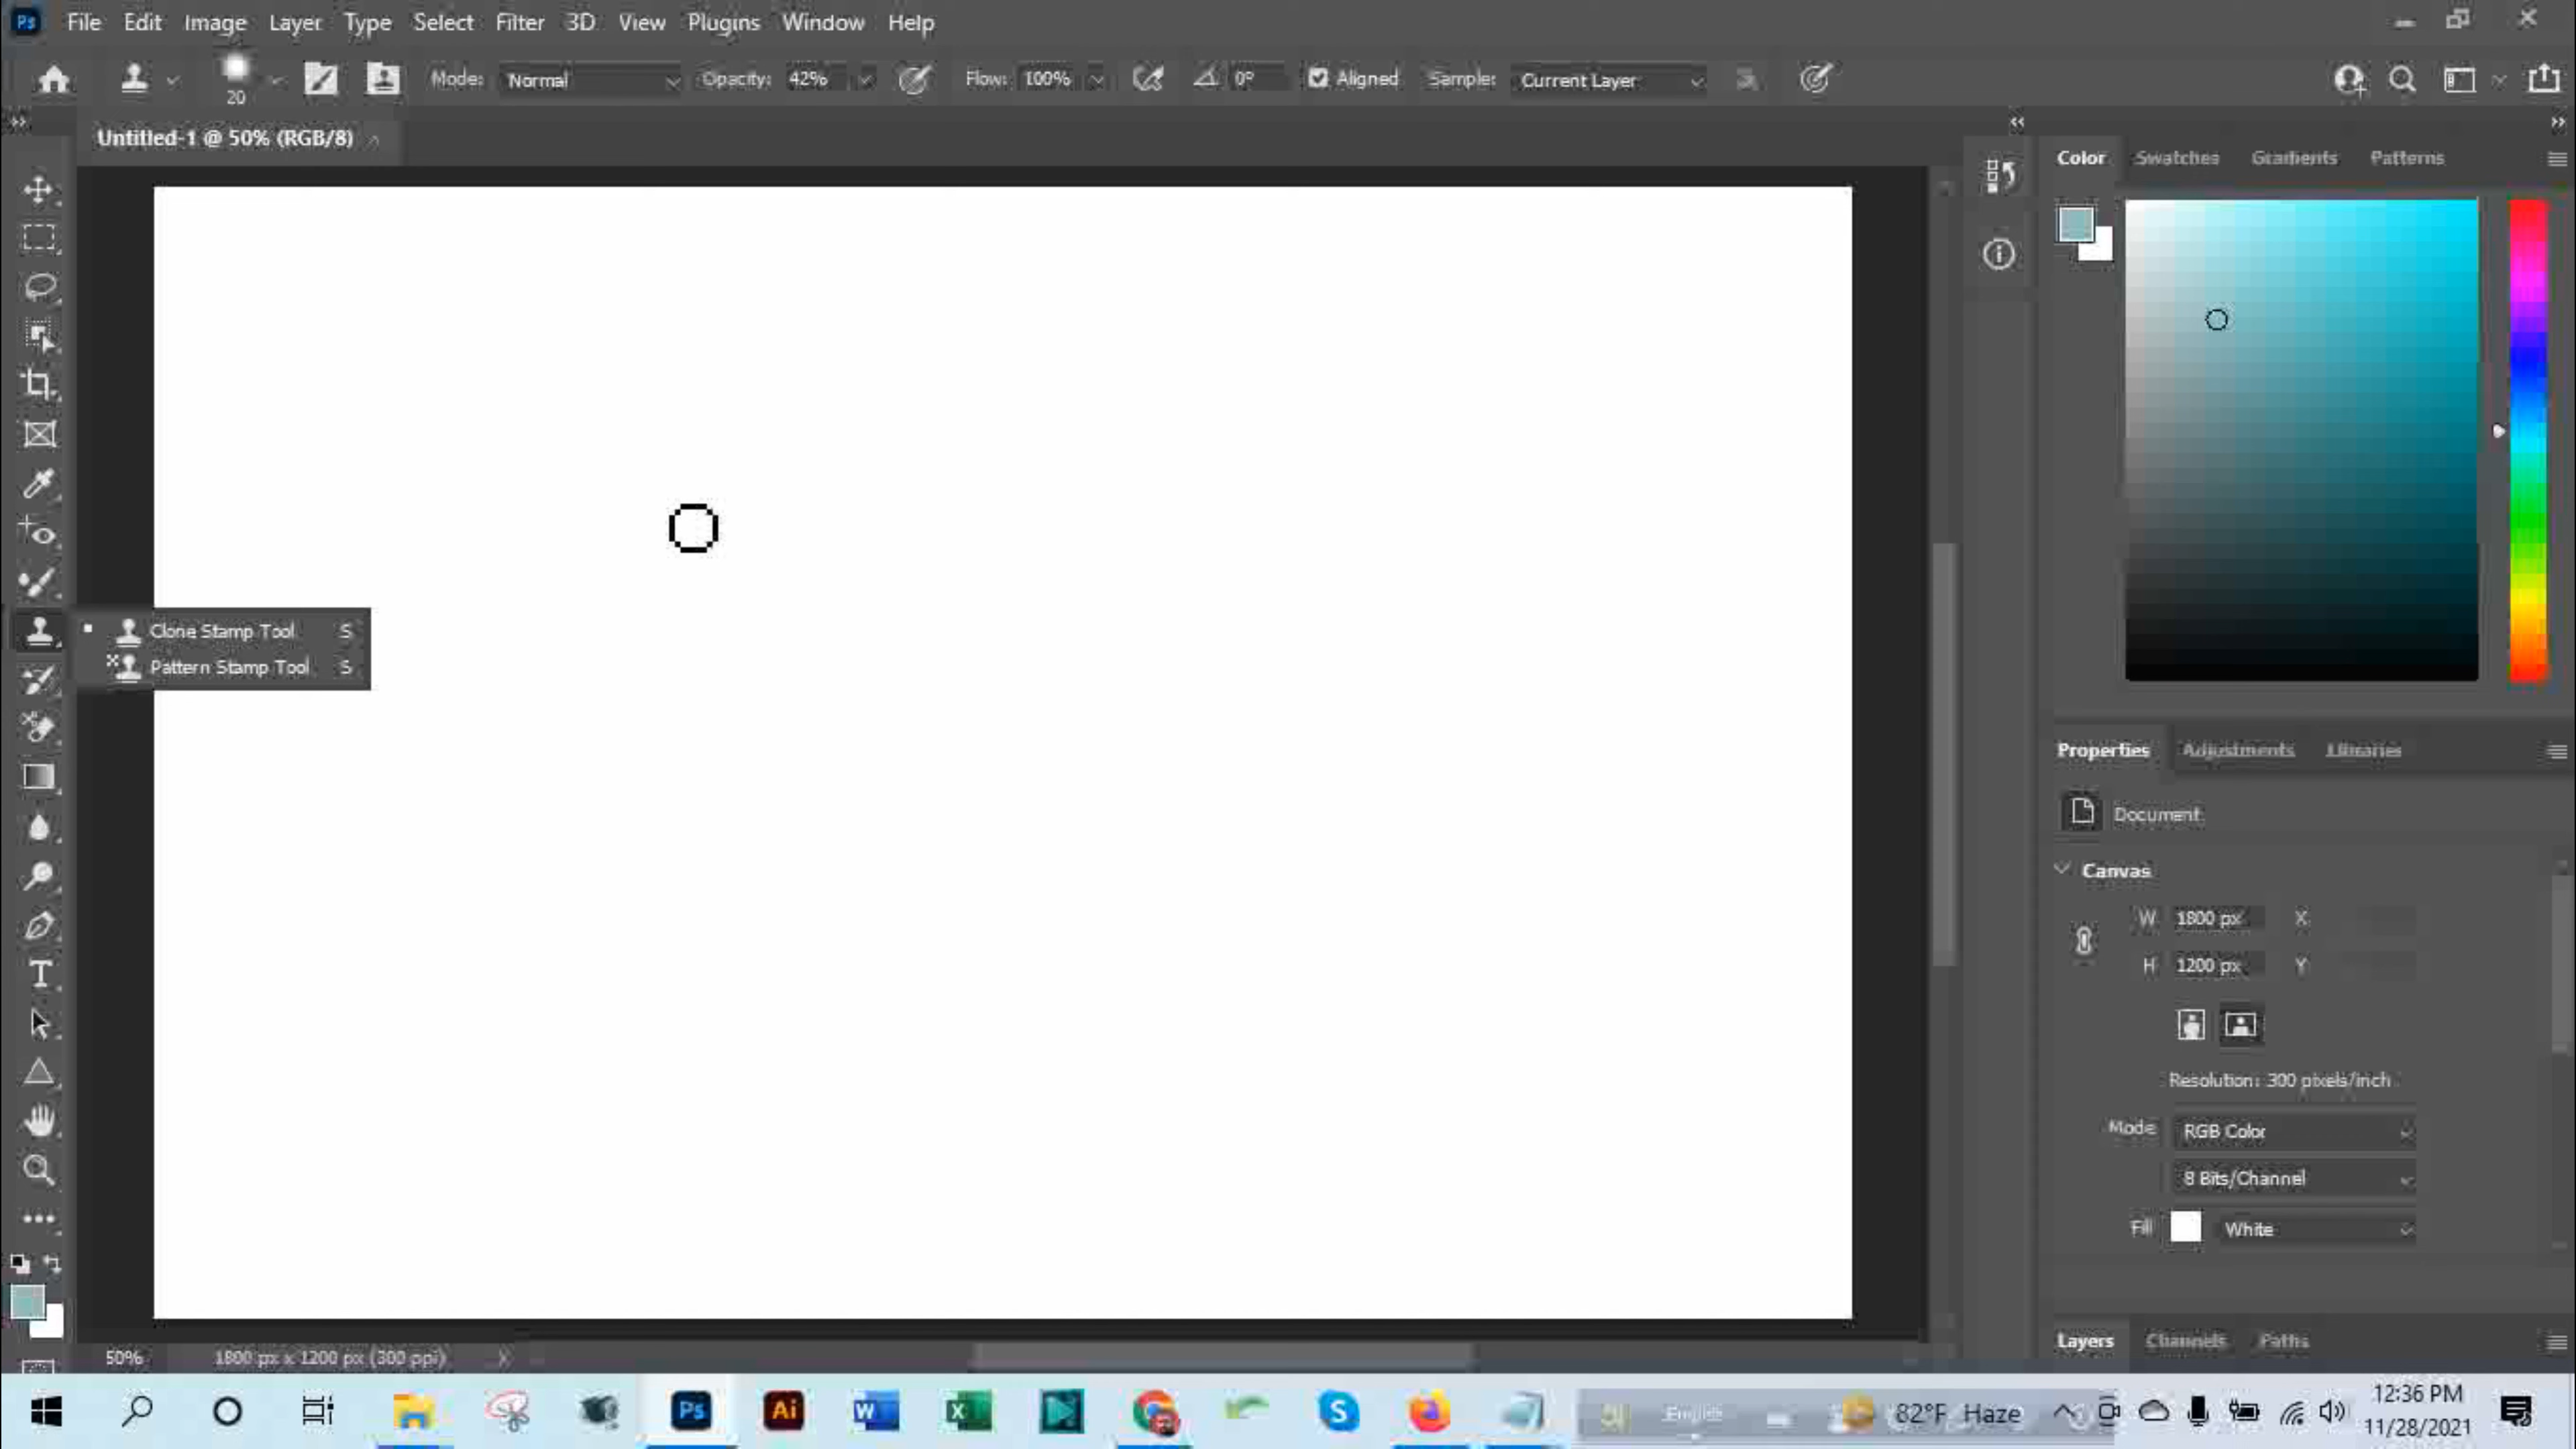 Ps File Edit Image Layer Type Select Filter 3D View Plugins Window Help
20 Mode: Normal Opacity: 42% Flow: 100% 0° Aligned Sample: Current Layer
Untitled-1 @ 50% (RGB/8)
Color Swatches Gradients Patterns
Clone Stamp Tool S
Pattern Stamp Tool S
Properties Adjustments Libraries
Document
Canvas
W 1800 px X
H 1200 px Y
Resolution: 300 pixels/inch
Mode RGB Color
8 Bits/Channel
Fill White
Layers Channels Paths
50% 1800 px x 1200 px (300 ppi)
Ps Ai W X S English 82°F Haze 12:36 PM
11/28/2021